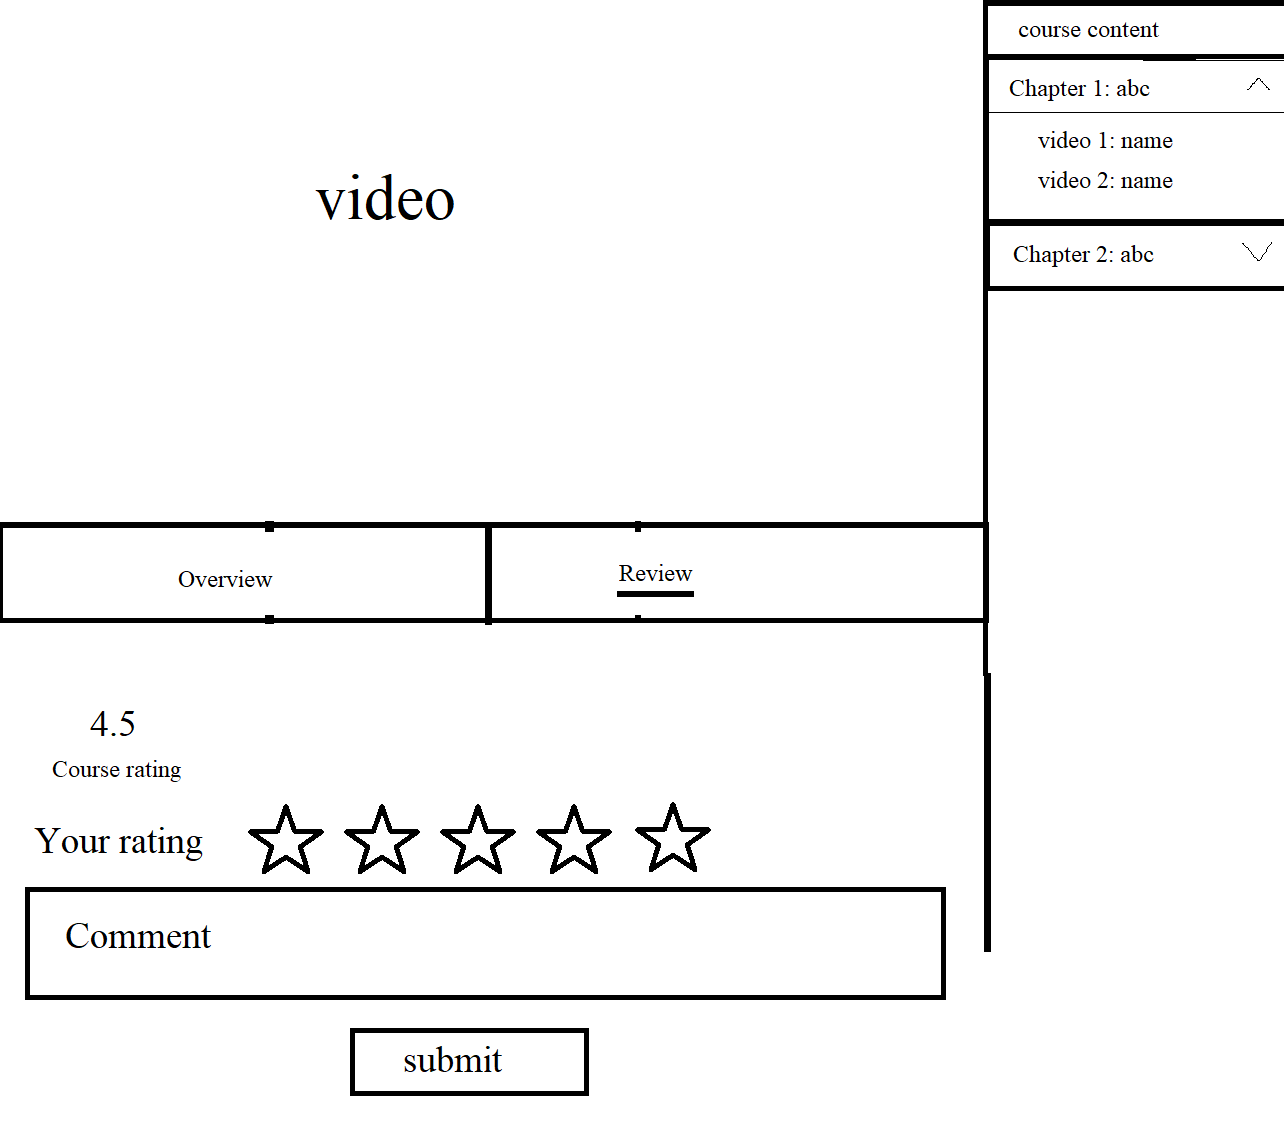 video
course content
Chapter 1: abc
video 1: name
video 2: name
Chapter 2: abc
Overview
Review
4.5
Course rating
Your rating
Comment
submit